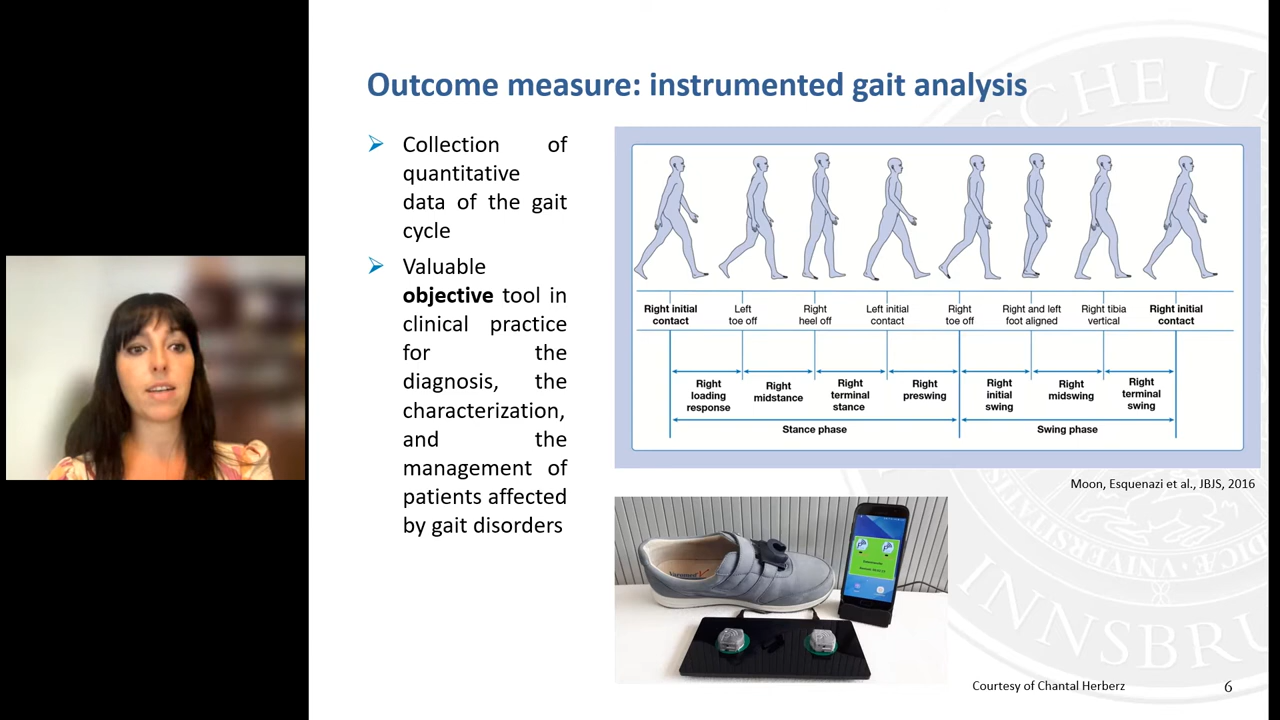 Outcome measure: instrumented gait analysis
Collection of
quantitative
data of the gait
cycle
Valuable
objective tool in
clinical practice
for the
diagnosis, the
characterization,
and the
management of
patients affected
by gait disorders
Right initial
contact
Left
toe off
Right
heel off
Left initial
contact
Right
toe off
Right and left
foot aligned
Right tibia
vertical
Right initial
contact
Right
loading
response
Right
midstance
Right
terminal
stance
Right
preswing
Right
initial
swing
Right
midswing
Right
terminal
swing
Stance phase
Swing phase
Moon, Esquenazi et al., JBJS, 2016
Varomed
Courtesy of Chantal Herberz
6